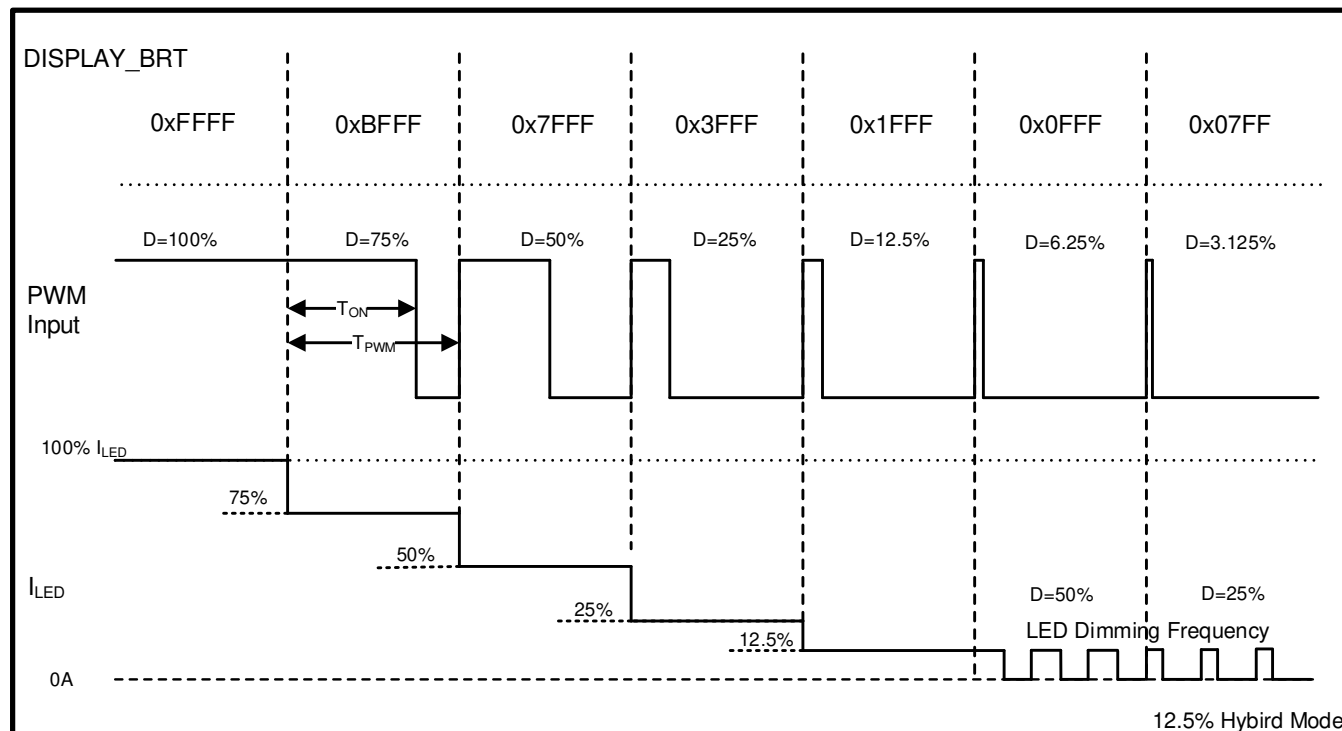 DISPLAY_BRT
0xFFFF 0xBFFF 0x7FFF 0x3FFF 0x1FFF 0x0FFF 0x07FF
D=100% D=75% D=50% D=25% D=12.5% D=6.25% D=3.125%
PWM
Input
TON
TPWM
100% ILED
75%
50%
ILED
25%
12.5%
D=50% D=25%
LED Dimming Frequency
0A
12.5% Hybird Mode